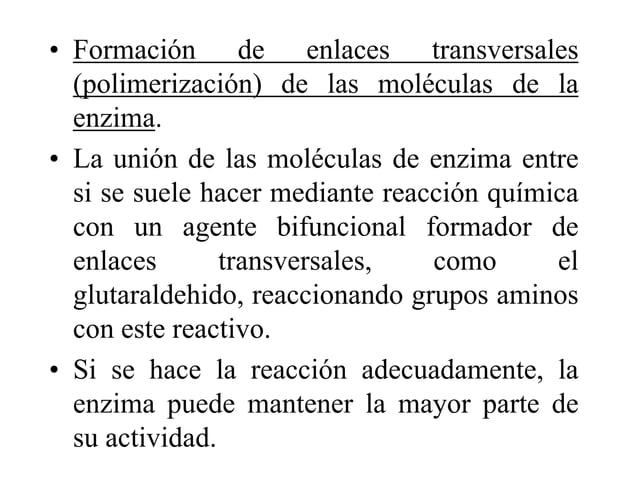 • Formación de enlaces transversales
(polimerización) de las moléculas de la
enzima.
• La unión de las moléculas de enzima entre
si se suele hacer mediante reacción química
con un agente bifuncional formador de
enlaces transversales, como el
glutaraldehido, reaccionando grupos aminos
con este reactivo.
• Si se hace la reacción adecuadamente, la
enzima puede mantener la mayor parte de
su actividad.